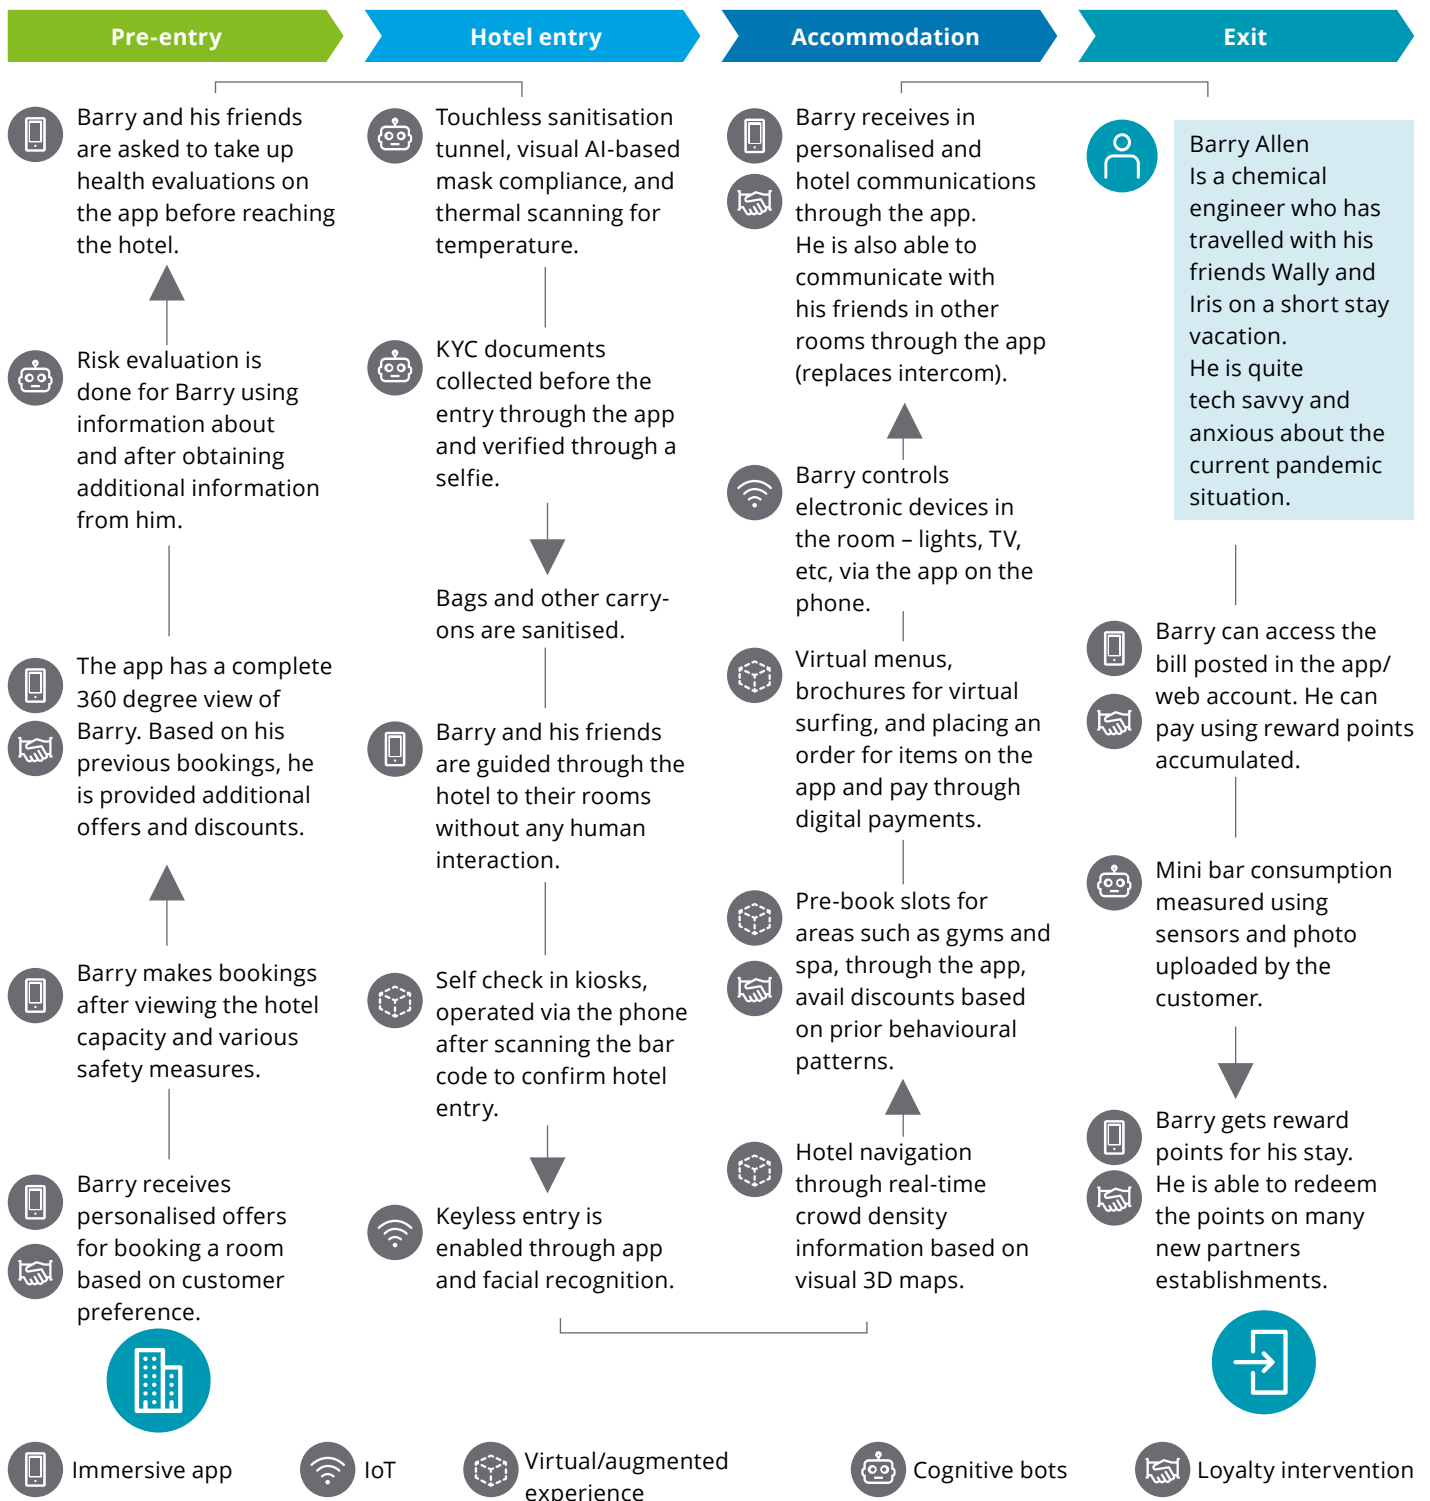 Pre-entry
Hotel entry
Accommodation
Exit
Barry and his friends
are asked to take up
health evaluations on
the app before reaching
the hotel.
Risk evaluation is
done for Barry using
information about
and after obtaining
additional information
from him.
The app has a complete
360 degree view of
Barry. Based on his
previous bookings, he
is provided additional
offers and discounts.
Barry makes bookings
after viewing the hotel
capacity and various
safety measures.
Barry receives
personalised offers
for booking a room
based on customer
preference.
Touchless sanitisation
tunnel, visual AI-based
mask compliance, and
thermal scanning for
temperature.
KYC documents
collected before the
entry through the app
and verified through a
selfie.
Bags and other carry-
ons are sanitised.
Barry and his friends
are guided through the
hotel to their rooms
without any human
interaction.
Self check in kiosks,
operated via the phone
after scanning the bar
code to confirm hotel
entry.
Keyless entry is
enabled through app
and facial recognition.
Barry receives in
personalised and
hotel communications
through the app.
He is also able to
communicate with
his friends in other
rooms through the app
(replaces intercom).
Barry controls
electronic devices in
the room – lights, TV,
etc, via the app on the
phone.
Virtual menus,
brochures for virtual
surfing, and placing an
order for items on the
app and pay through
digital payments.
Pre-book slots for
areas such as gyms and
spa, through the app,
avail discounts based
on prior behavioural
patterns.
Hotel navigation
through real-time
crowd density
information based on
visual 3D maps.
Barry Allen
Is a chemical
engineer who has
travelled with his
friends Wally and
Iris on a short stay
vacation.
He is quite
tech savvy and
anxious about the
current pandemic
situation.
Barry can access the
bill posted in the app/
web account. He can
pay using reward points
accumulated.
Mini bar consumption
measured using
sensors and photo
uploaded by the
customer.
Barry gets reward
points for his stay.
He is able to redeem
the points on many
new partners
establishments.
Immersive app
IoT
Virtual/augmented
experience
Cognitive bots
Loyalty intervention